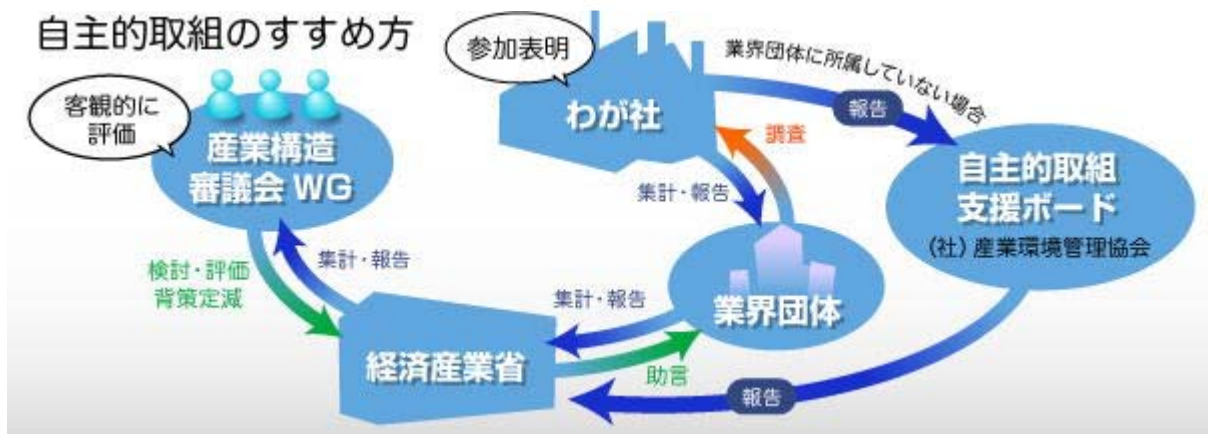 自主的取組のすすめ方
客観的に
評価
産業構造
審議会 WG
参加表明
わが社
業界団体に所属していない場合
報告
調査
集計・報告
自主的取組
支援ボード
(社)産業環境管理協会
検討・評価
背策定減
集計・報告
集計・報告
業界団体
経済産業省
助言
報告